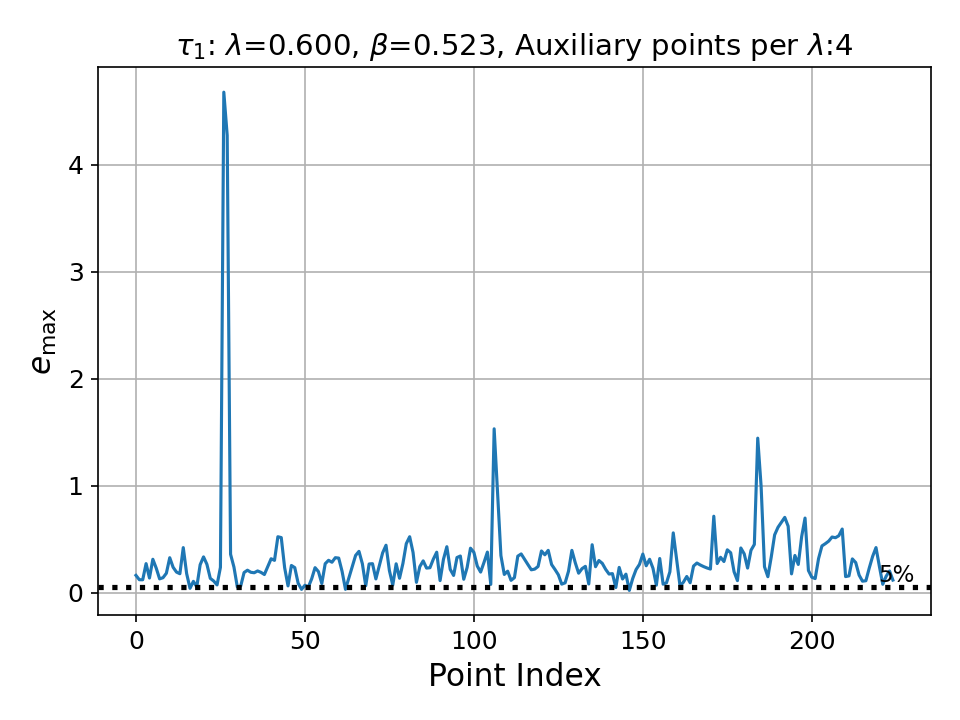 τ₁: λ=0.600, β=0.523, Auxiliary points per λ:4
4
3
2
1
0
e_max
5%
0 50 100 150 200
Point Index